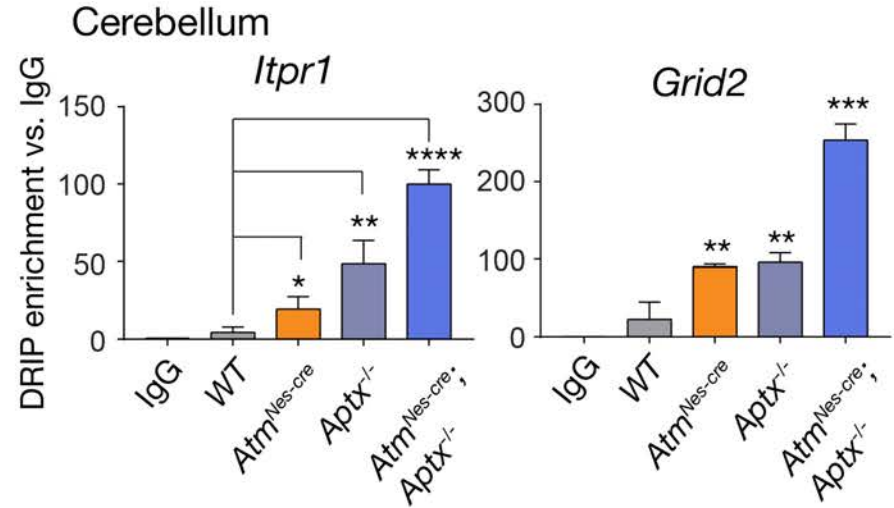 Cerebellum
Itpr1
Grid2
DRIP enrichment vs. IgG
150
100
50
0
*
**
****
300
200
100
0
**
**
***
IgG
WT
Atm^Nes-cre
Aptx^-/-
Atm^Nes-cre;
Aptx^-/-
IgG
WT
Atm^Nes-cre
Aptx^-/-
Atm^Nes-cre;
Aptx^-/-